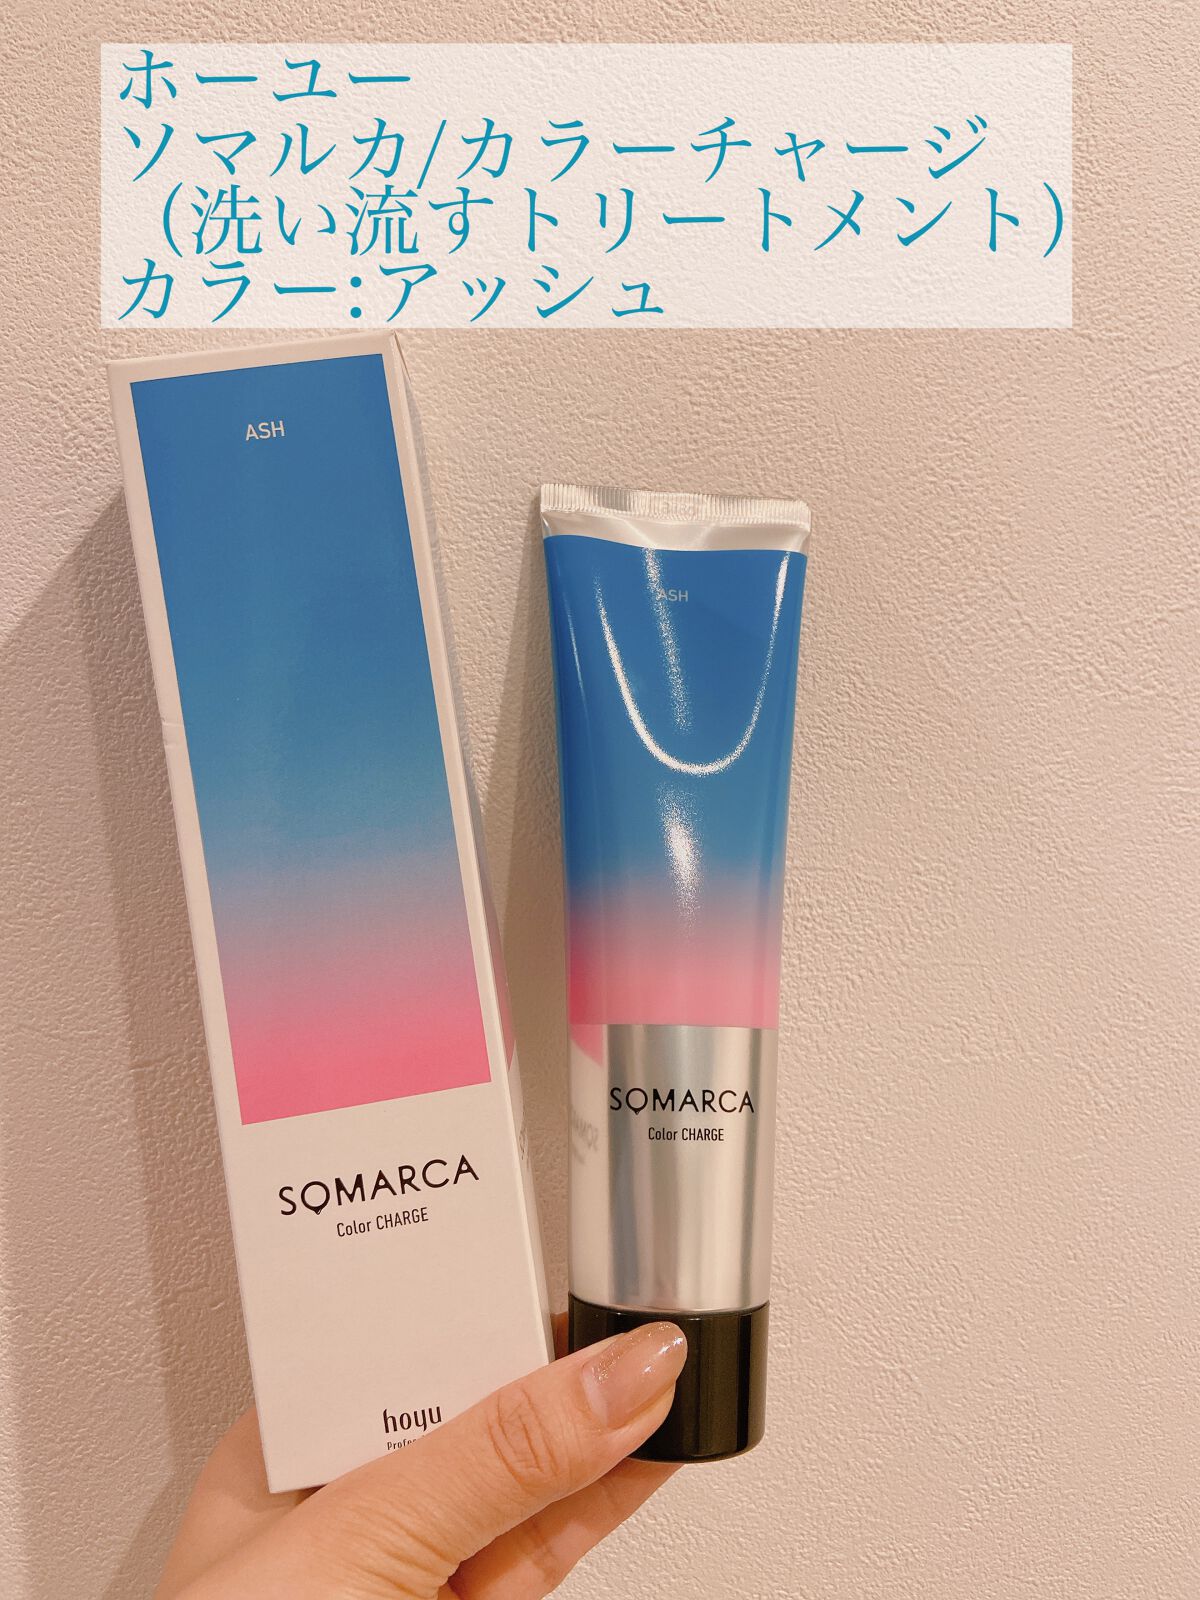 ホーユー
ソマルカ/カラーチャージ
(洗い流すトリートメント)
カラー:アッシュ
ASH
SOMARCA
Color CHARGE
hoyu
ASH
SOMARCA
Color CHARGE